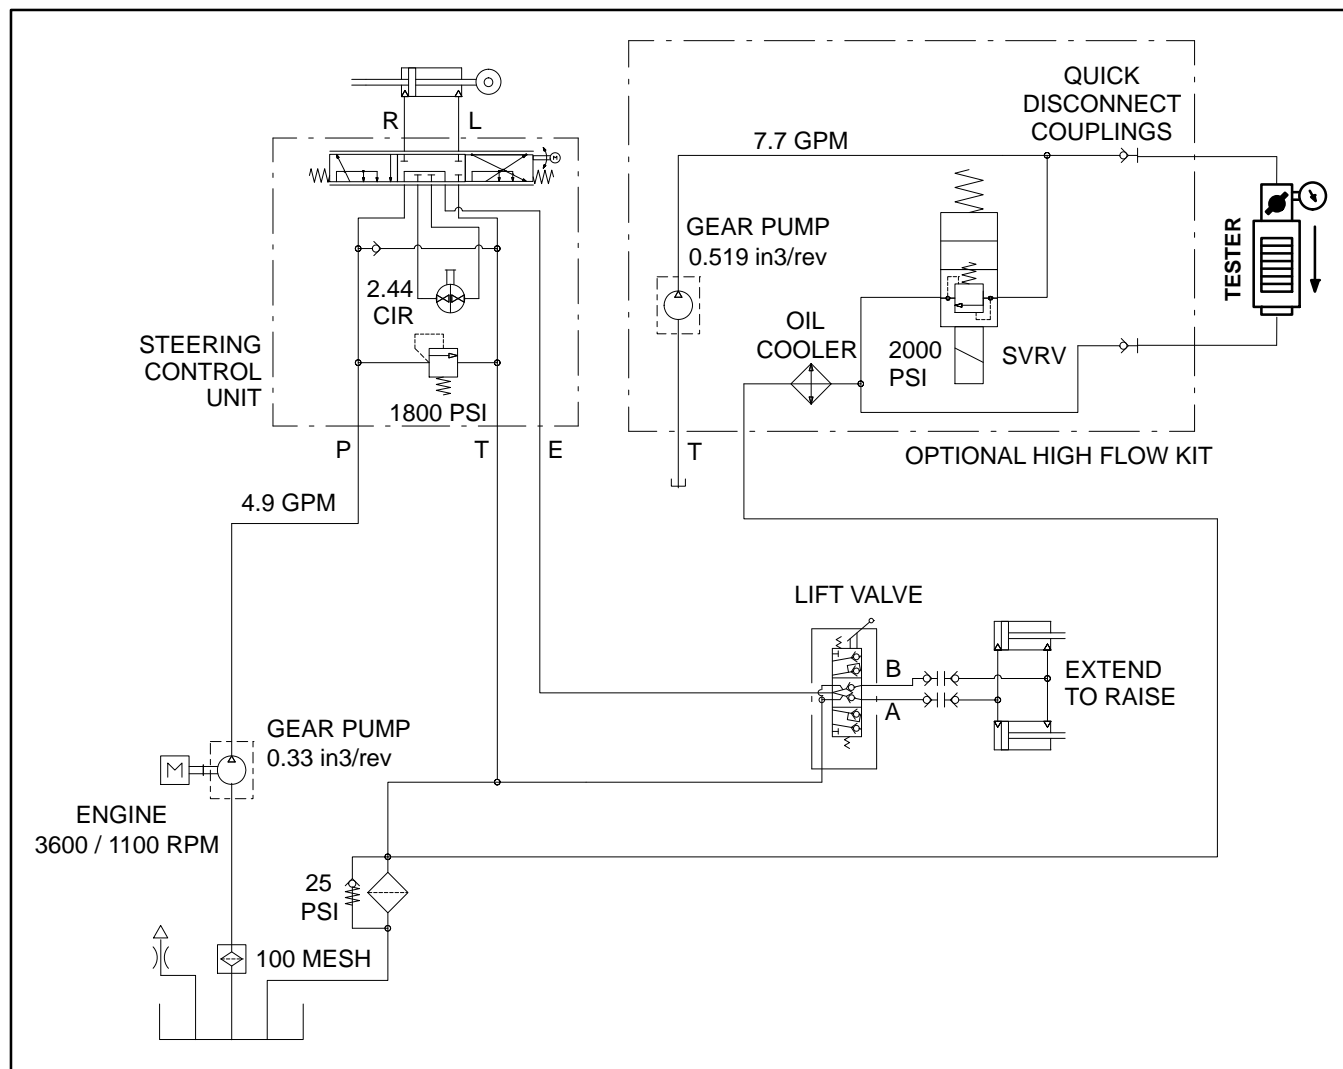 QUICK
DISCONNECT
COUPLINGS
R
L
7.7 GPM
M
GEAR PUMP
0.519 in3/rev
TESTER
2.44
CIR
OIL
COOLER
STEERING
CONTROL
UNIT
2000
PSI
SVRV
1800 PSI
P
T
E
T
OPTIONAL HIGH FLOW KIT
4.9 GPM
LIFT VALVE
B
A
EXTEND
TO RAISE
GEAR PUMP
0.33 in3/rev
M
ENGINE
3600 / 1100 RPM
25
PSI
100 MESH